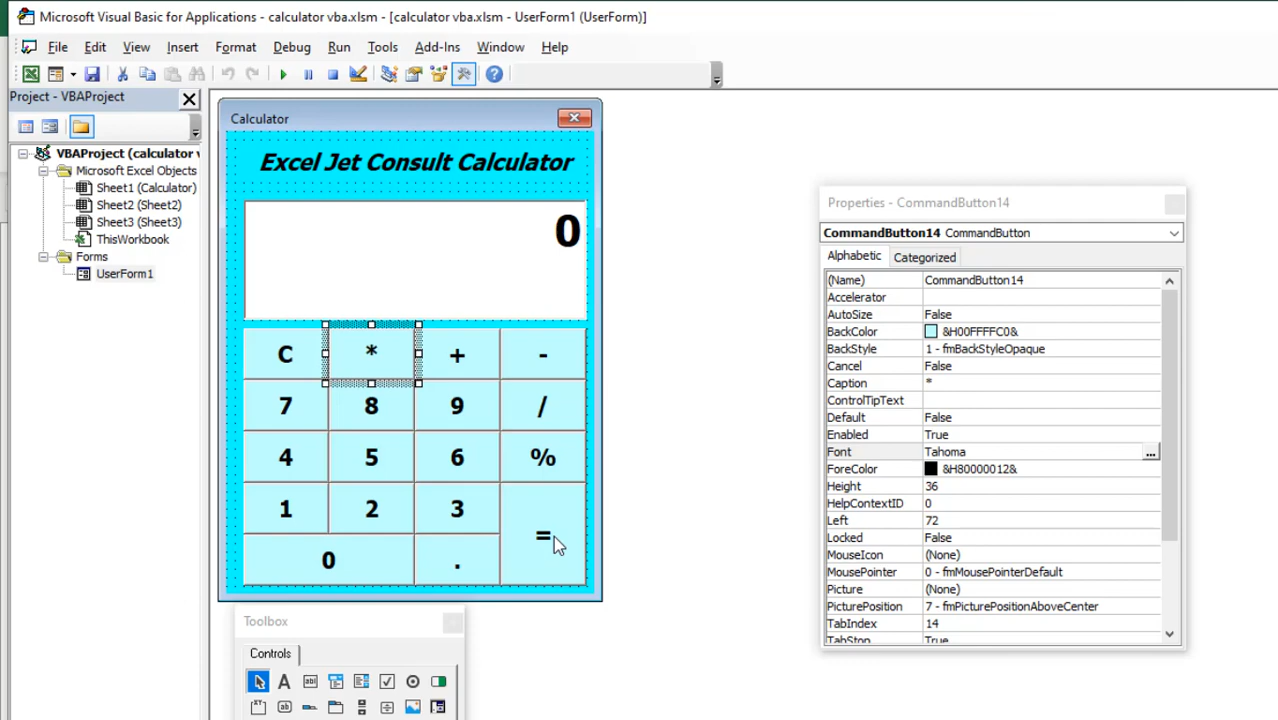 Microsoft Visual Basic for Applications - calculator vba.xlsm - [calculator vba.xlsm - UserForm1 (UserForm)]
File Edit View Insert Format Debug Run Tools Add-Ins Window Help
Project - VBAProject
VBAProject (calculator v
Microsoft Excel Objects
Sheet1 (Calculator)
Sheet2 (Sheet2)
Sheet3 (Sheet3)
ThisWorkbook
Forms
UserForm1
Calculator
Excel Jet Consult Calculator
0
C * + -
7 8 9 /
4 5 6 %
1 2 3
=
0 .
Toolbox
Controls
Properties - CommandButton14
CommandButton14 CommandButton
Alphabetic Categorized
(Name) CommandButton14
Accelerator
AutoSize False
BackColor &H00FFFFC0&
BackStyle 1 - fmBackStyleOpaque
Cancel False
Caption *
ControlTipText
Default False
Enabled True
Font Tahoma ...
ForeColor &H80000012&
Height 36
HelpContextID 0
Left 72
Locked False
MouseIcon (None)
MousePointer 0 - fmMousePointerDefault
Picture (None)
PicturePosition 7 - fmPicturePositionAboveCenter
TabIndex 14
TabStop True